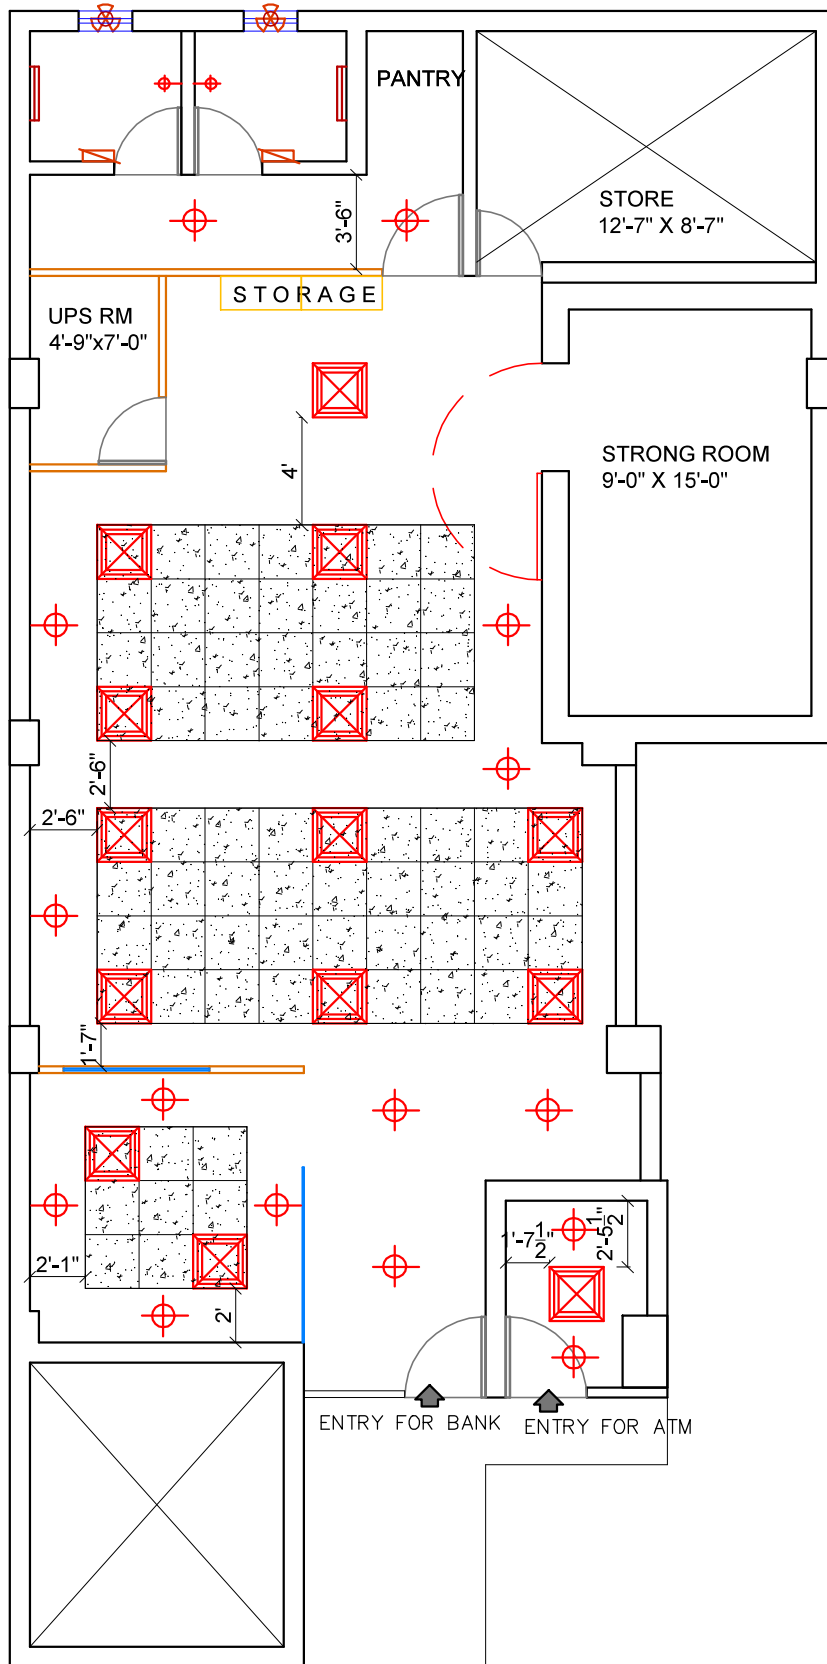 PANTRY
STORE
12'-7" X 8'-7"
3'-6"
STORAGE
UPS RM
4'-9"x7'-0"
STRONG ROOM
9'-0" X 15'-0"
4'
2'-6"
2'-6"
1'-7"
1'-7½"
2'-5½"
2'-1"
2'
ENTRY FOR BANK
ENTRY FOR ATM